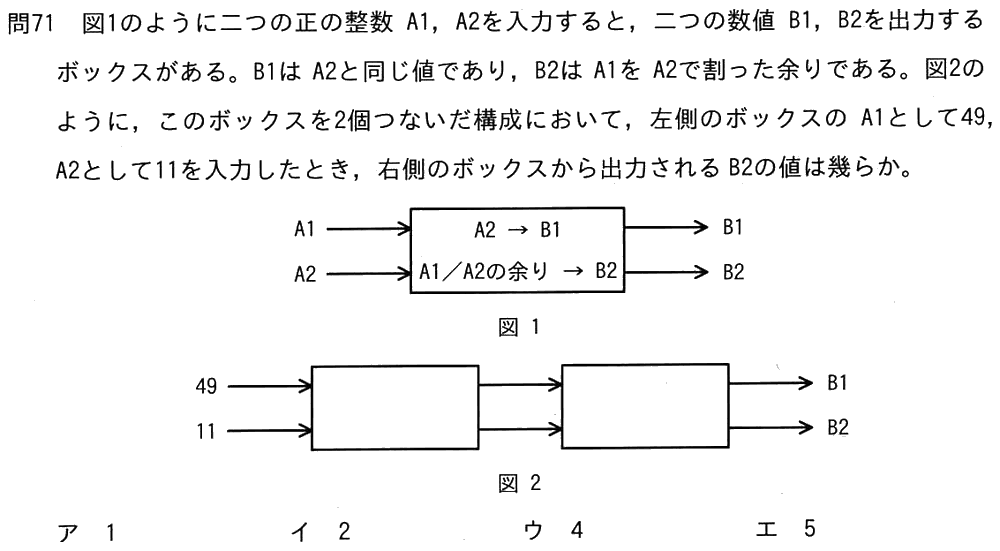 問71 図1のように二つの正の整数 A1，A2を入力すると，二つの数値 B1，B2を出力する
ボックスがある。B1は A2と同じ値であり，B2は A1を A2で割った余りである。図2の
ように，このボックスを2個つないだ構成において，左側のボックスの A1として49，
A2として11を入力したとき，右側のボックスから出力される B2の値は幾らか。
A1 A2 → B1 B1
A2 A1／A2の余り → B2 B2
図 1
49 B1
11 B2
図 2
ア 1 イ 2 ウ 4 エ 5